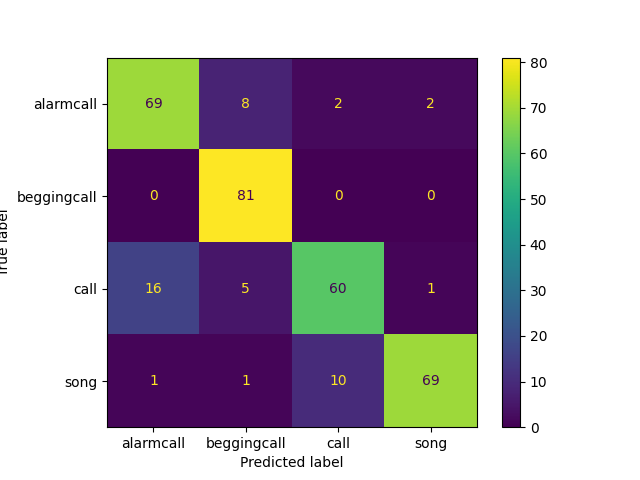 alarmcall 69 8 2 2
beggingcall 0 81 0 0
call 16 5 60 1
song 1 1 10 69
alarmcall beggingcall call song
Predicted label
True label
80
70
60
50
40
30
20
10
0